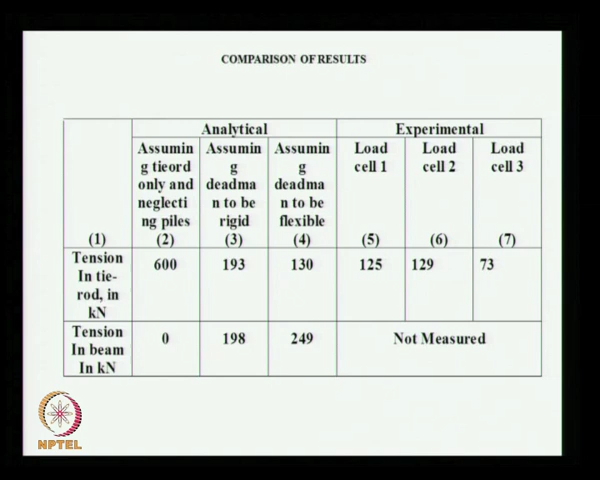 COMPARISON OF RESULTS
Analytical
Experimental
(1)
Assumin
g tieord
only and
neglecti
ng piles
(2)
Assumin
g
deadma
n to be
rigid
(3)
Assumin
g
deadma
n to be
flexible
(4)
Load
cell 1
(5)
Load
cell 2
(6)
Load
cell 3
(7)
Tension
In tie-
rod, in
kN
600
193
130
125
129
73
Tension
In beam
In kN
0
198
249
Not Measured
NPTEL